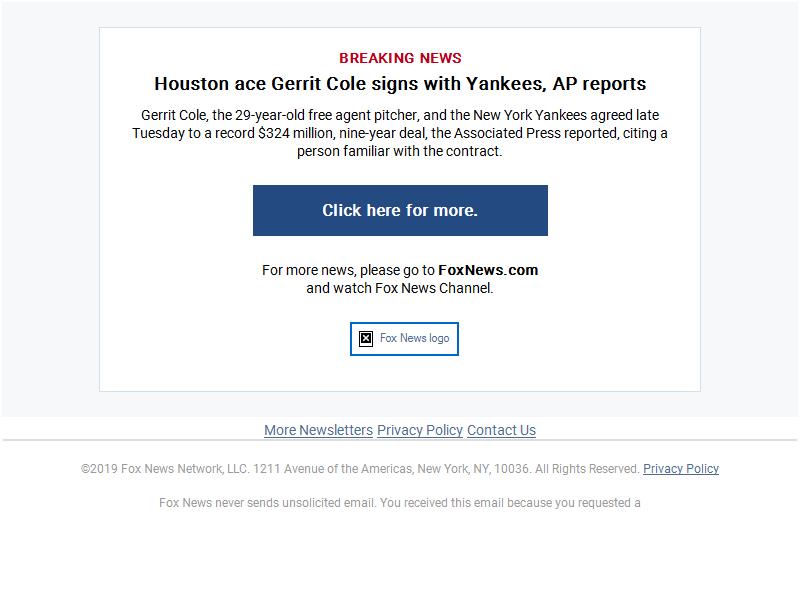 BREAKING NEWS
Houston ace Gerrit Cole signs with Yankees, AP reports
Gerrit Cole, the 29-year-old free agent pitcher, and the New York Yankees agreed late
Tuesday to a record $324 million, nine-year deal, the Associated Press reported, citing a
person familiar with the contract.
Click here for more.
For more news, please go to FoxNews.com
and watch Fox News Channel.
Fox News logo
More Newsletters Privacy Policy Contact Us
©2019 Fox News Network, LLC. 1211 Avenue of the Americas, New York, NY, 10036. All Rights Reserved. Privacy Policy
Fox News never sends unsolicited email. You received this email because you requested a